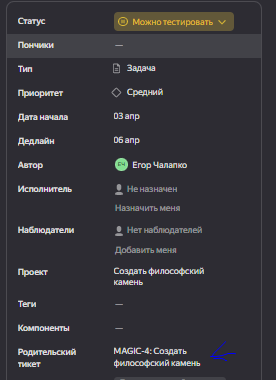 Статус Можно тестировать
Пончики —
Тип Задача
Приоритет Средний
Дата начала 03 апр
Дедлайн 06 апр
Автор ЕЧ Егор Чалапко
Исполнитель Не назначен
Назначить меня
Наблюдатели Нет наблюдателей
Добавить меня
Проект Создать философский
камень
Теги —
Компоненты —
Родительский MAGIC-4: Создать
тикет философский камень